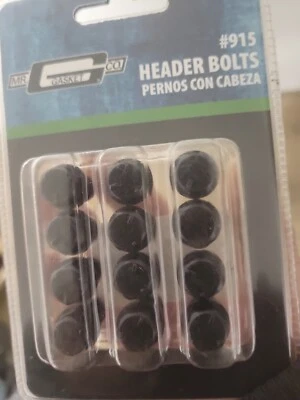 #915
MR. GASKET CO
HEADER BOLTS
PERNOS CON CABEZA